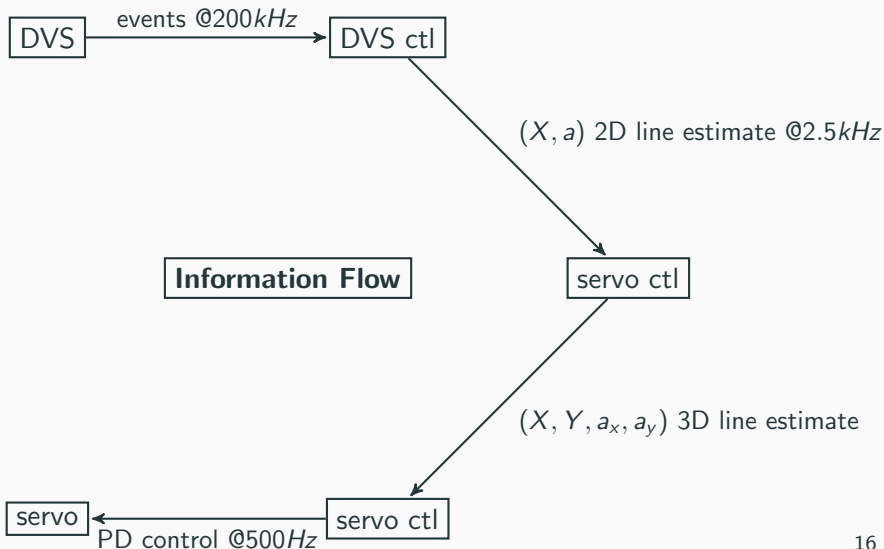 events @200kHz
DVS
DVS ctl
(X, a) 2D line estimate @2.5kHz
Information Flow
servo ctl
(X, Y, aₓ, a_y) 3D line estimate
servo
servo ctl
PD control @500Hz
16